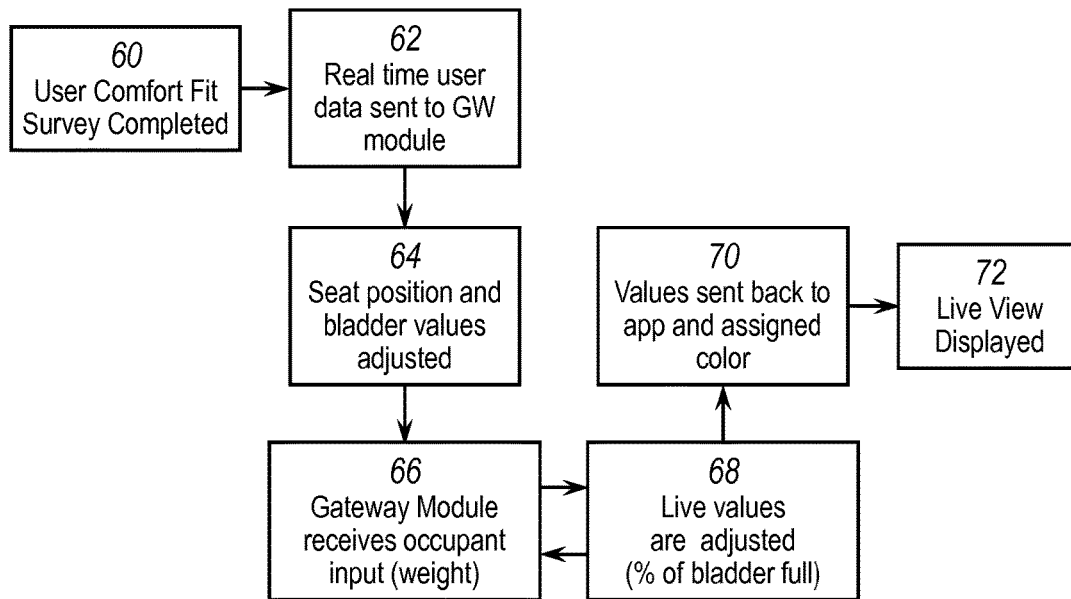 60
User Comfort Fit
Survey Completed
62
Real time user
data sent to GW
module
64
Seat position and
bladder values
adjusted
66
Gateway Module
receives occupant
input (weight)
68
Live values
are adjusted
(% of bladder full)
70
Values sent back to
app and assigned
color
72
Live View
Displayed